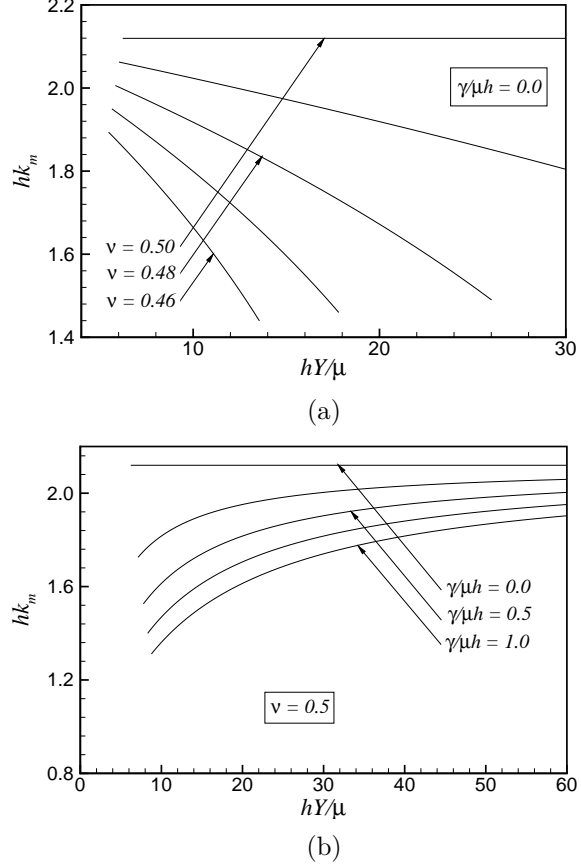 2.2
2.0
1.8
1.6
1.4
hkₘ
γ/μh = 0.0
ν = 0.50
ν = 0.48
ν = 0.46
10 20 30
hY/μ
(a)
2.0
1.6
1.2
0.8
hkₘ
γ/μh = 0.0
γ/μh = 0.5
γ/μh = 1.0
ν = 0.5
0 10 20 30 40 50 60
hY/μ
(b)